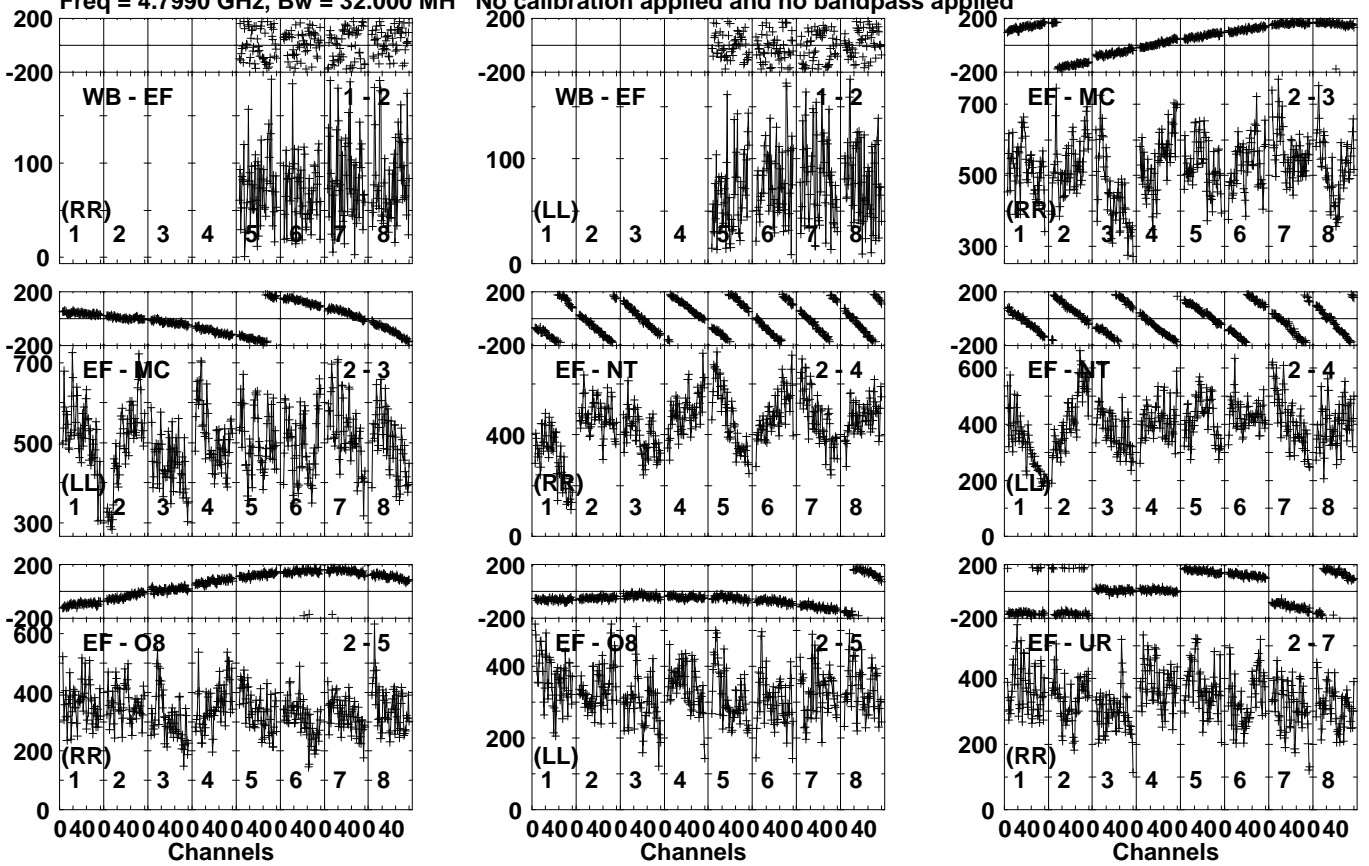 Freq = 4.7990 GHz, Bw = 32.000 MH No calibration applied and no bandpass applied
200
-200
WB - EF 1 - 2
100
0
(RR)
1 2 3 4 5 6 7 8
WB - EF 1 - 2
100
0
(LL)
1 2 3 4 5 6 7 8
200
-200
EF - MC 2 - 3
700
500
300
(RR)
1 2 3 4 5 6 7 8
200
-200
EF - MC 2 - 3
700
500
300
(LL)
1 2 3 4 5 6 7 8
200
-200
EF - NT 2 - 4
400
0
(RR)
1 2 3 4 5 6 7 8
200
-200
EF - NT 2 - 4
600
400
200
0
(LL)
1 2 3 4 5 6 7 8
200
-200
EF - O8 2 - 5
600
400
200
0
(RR)
1 2 3 4 5 6 7 8
0 40 0 40 0 40 0 40 0 40 0 40 0 40 0 40
Channels
200
-200
EF - O8 2 - 5
400
200
0
(LL)
1 2 3 4 5 6 7 8
0 40 0 40 0 40 0 40 0 40 0 40 0 40 0 40
Channels
200
-200
EF - UR 2 - 7
400
200
0
(RR)
1 2 3 4 5 6 7 8
0 40 0 40 0 40 0 40 0 40 0 40 0 40 0 40
Channels